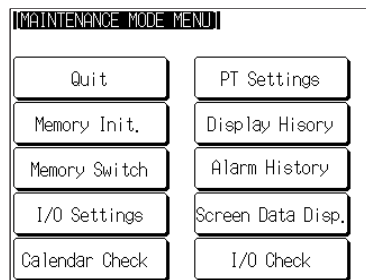 [MAINTENANCE MODE MENU]
Quit
PT Settings
Memory Init.
Display Hisory
Memory Switch
Alarm History
I/O Settings
Screen Data Disp.
Calendar Check
I/O Check